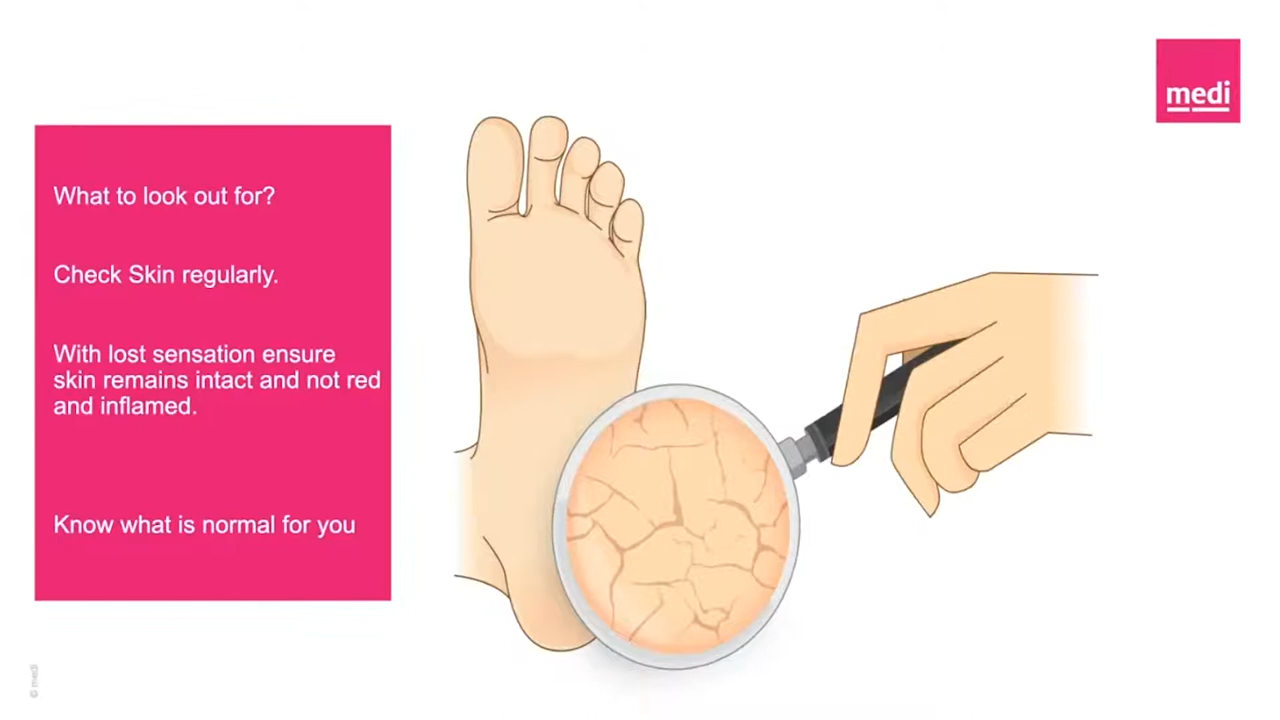 medi
What to look out for?
Check Skin regularly.
With lost sensation ensure
skin remains intact and not red
and inflamed.
Know what is normal for you
© medi